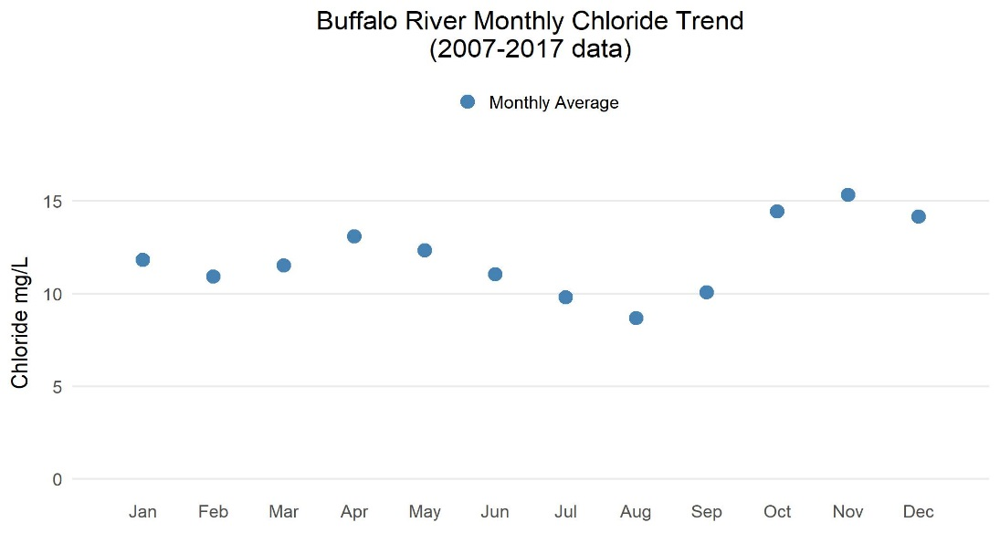 Buffalo River Monthly Chloride Trend
(2007-2017 data)
Monthly Average
Chloride mg/L
15
10
5
0
Jan Feb Mar Apr May Jun Jul Aug Sep Oct Nov Dec